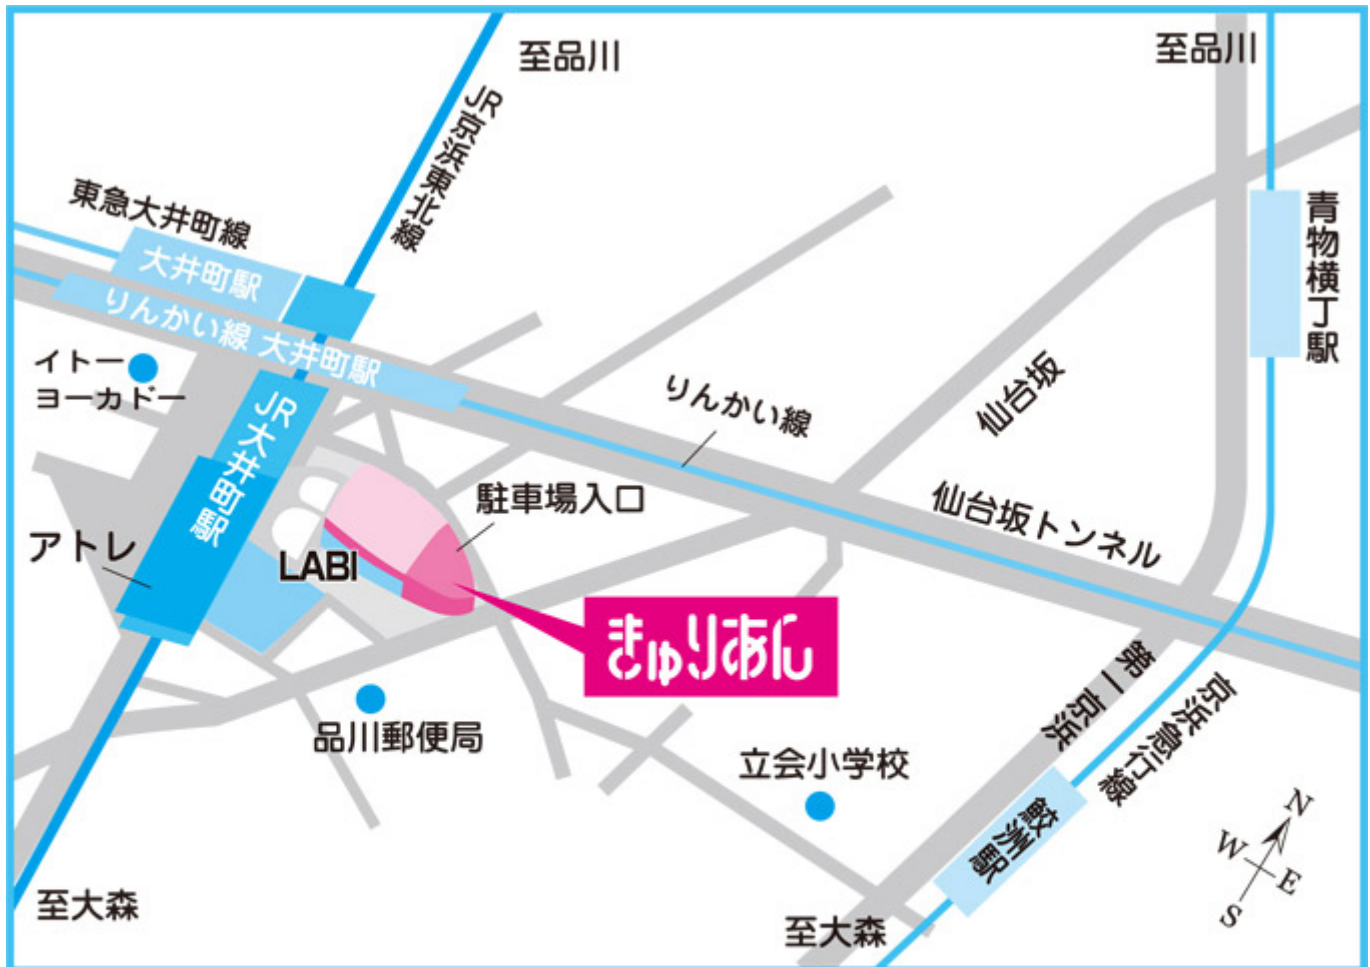 至品川
至品川
JR京浜東北線
東急大井町線
大井町駅
りんかい線 大井町駅
青物横丁駅
イトー
ヨーカドー
JR大井町駅
りんかい線
仙台坂
駐車場入口
仙台坂トンネル
アトレ
LABI
きゅりあん
第一京浜
京浜急行線
品川郵便局
立会小学校
鮫洲駅
N
W
E
S
至大森
至大森